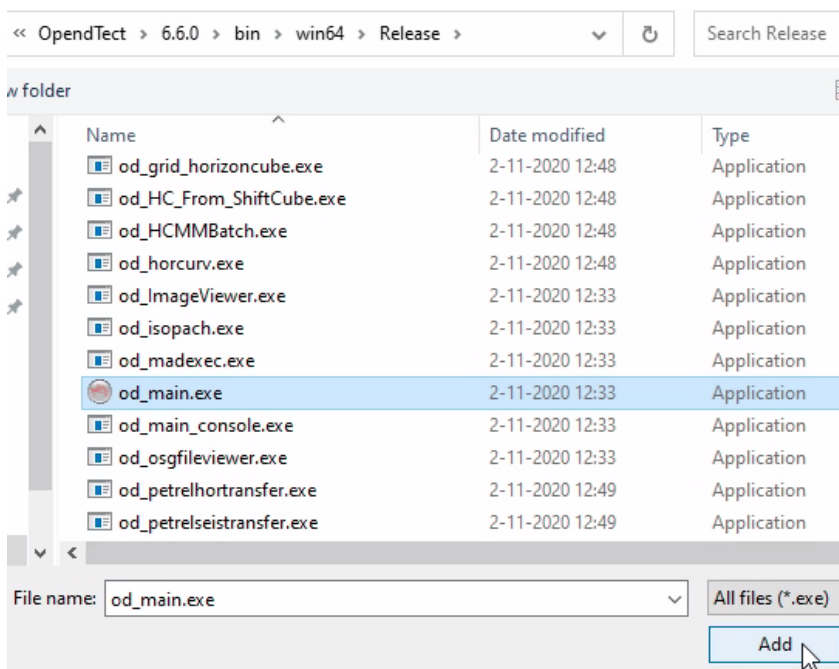 « OpendTect > 6.6.0 > bin > win64 > Release > Search Release
w folder
Name Date modified Type
od_grid_horizoncube.exe 2-11-2020 12:48 Application
od_HC_From_ShiftCube.exe 2-11-2020 12:48 Application
od_HCMMBatch.exe 2-11-2020 12:48 Application
od_horcurv.exe 2-11-2020 12:48 Application
od_ImageViewer.exe 2-11-2020 12:33 Application
od_isopach.exe 2-11-2020 12:33 Application
od_madexec.exe 2-11-2020 12:33 Application
od_main.exe 2-11-2020 12:33 Application
od_main_console.exe 2-11-2020 12:33 Application
od_osgfileviewer.exe 2-11-2020 12:33 Application
od_petrelhortransfer.exe 2-11-2020 12:49 Application
od_petrelseistransfer.exe 2-11-2020 12:49 Application
File name: od_main.exe All files (*.exe)
Add